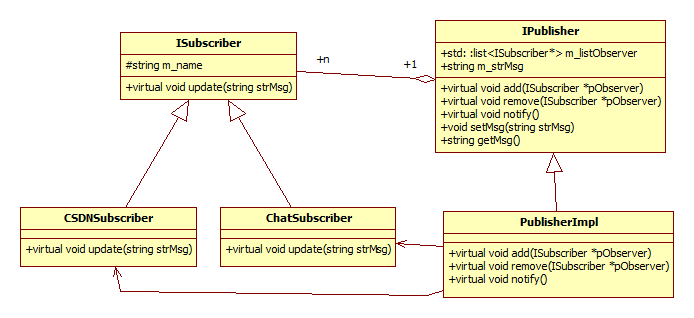 ISubscriber
#string m_name
+virtual void update(string strMsg)
+n
+1
IPublisher
+std: :list<ISubscriber*> m_listObserver
+string m_strMsg
+virtual void add(ISubscriber *pObserver)
+virtual void remove(ISubscriber *pObserver)
+virtual void notify()
+void setMsg(string strMsg)
+string getMsg()
CSDNSubscriber
+virtual void update(string strMsg)
ChatSubscriber
+virtual void update(string strMsg)
PublisherImpl
+virtual void add(ISubscriber *pObserver)
+virtual void remove(ISubscriber *pObserver)
+virtual void notify()